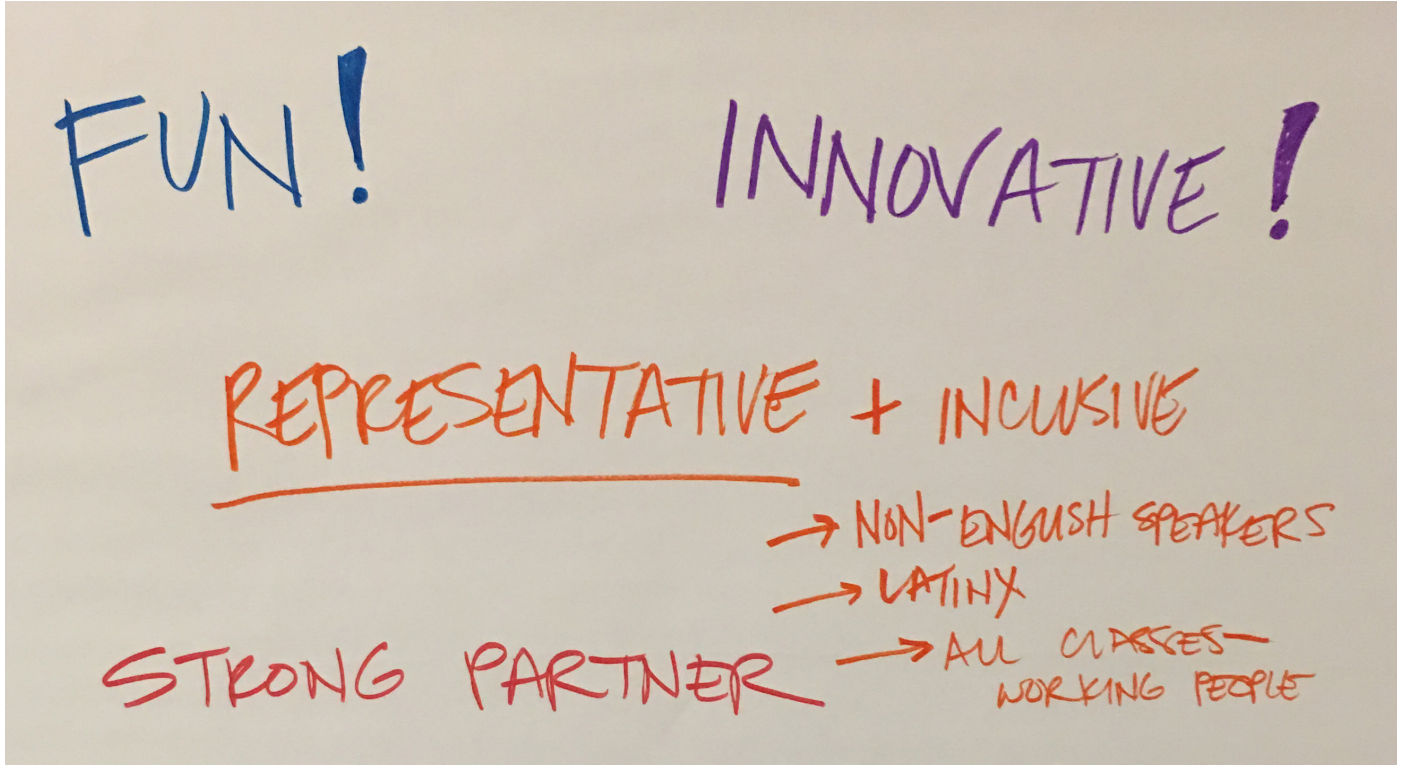 FUN!
INNOVATIVE!
REPRESENTATIVE + INCLUSIVE
→ NON-ENGLISH SPEAKERS
→ LATINX
→ ALL CLASSES—
WORKING PEOPLE
STRONG PARTNER